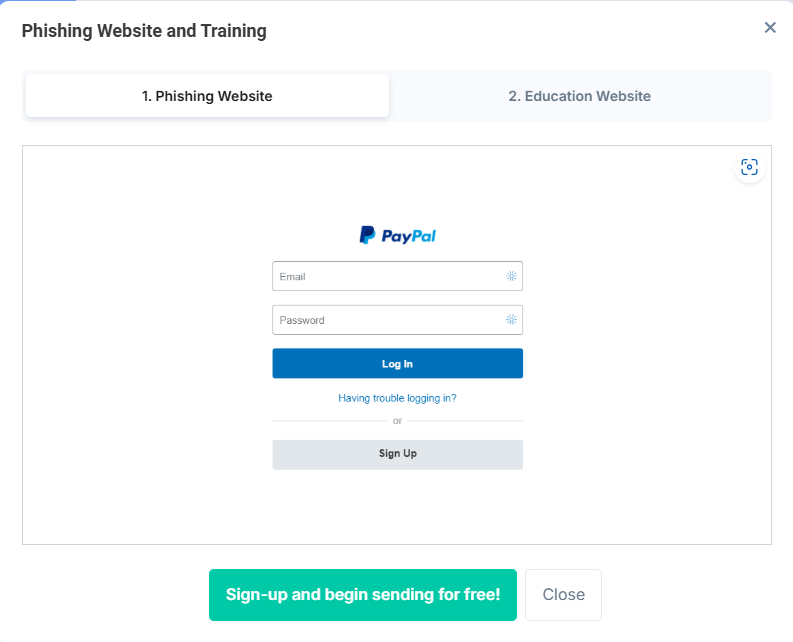 Phishing Website and Training
1. Phishing Website
2. Education Website
PayPal
Email
Password
Log In
Having trouble logging in?
or
Sign Up
Sign-up and begin sending for free!
Close